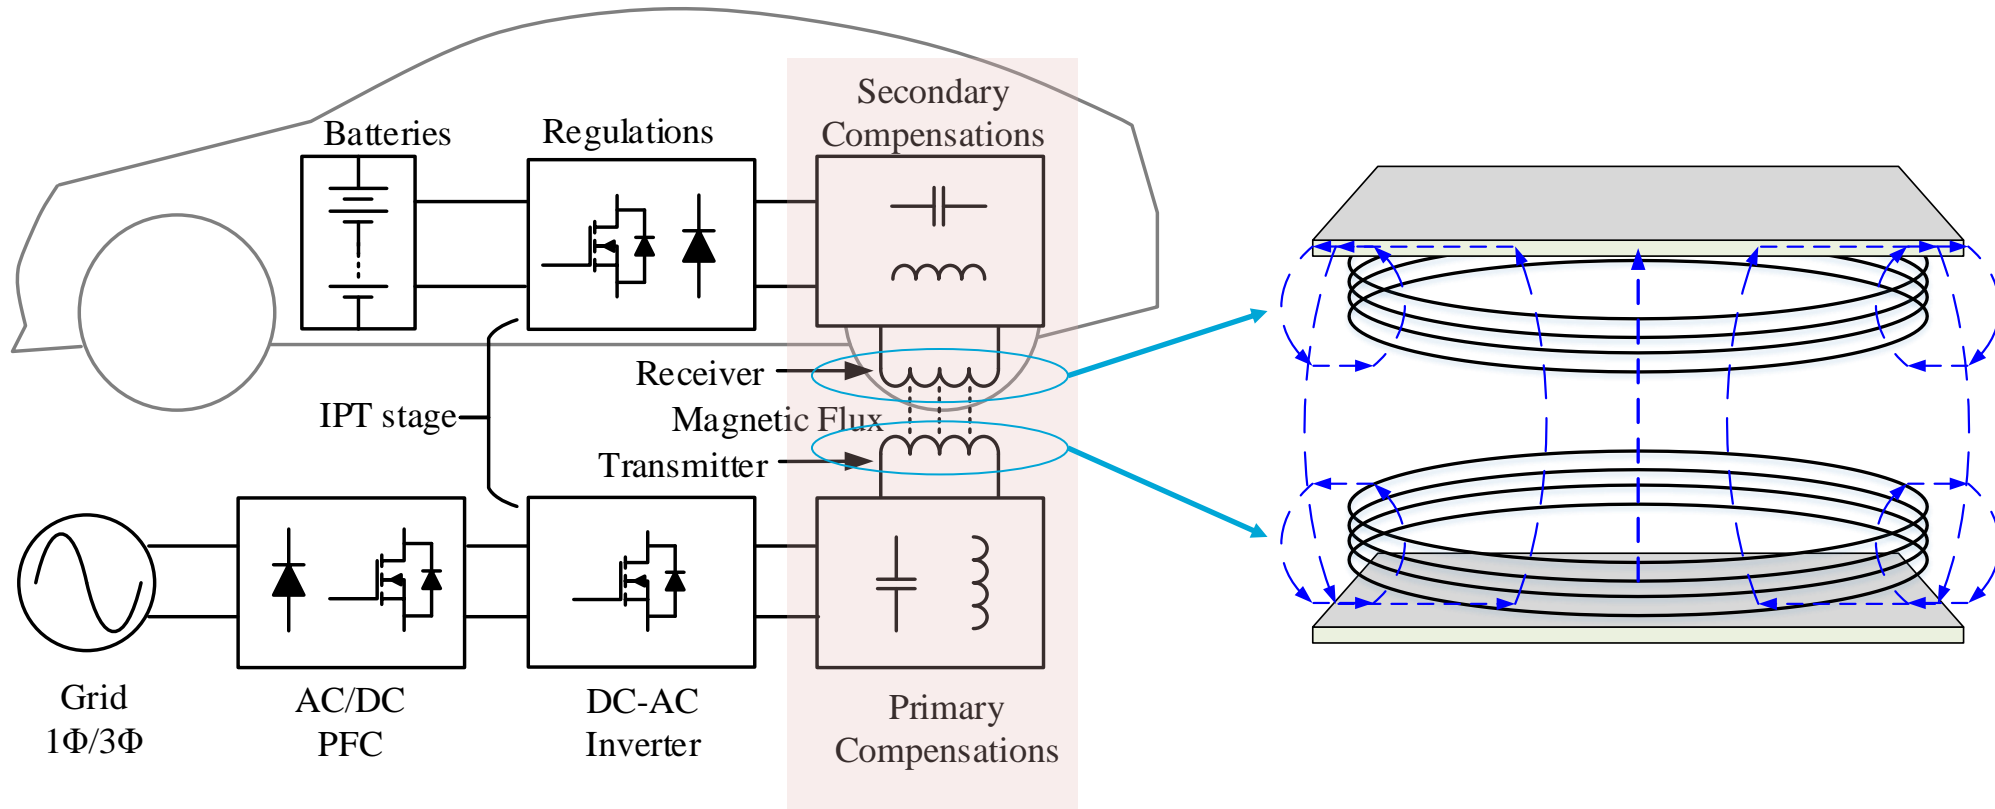 Secondary
Compensations
Batteries
Regulations
Receiver
IPT stage
Magnetic Flux
Transmitter
Grid
1Φ/3Φ
AC/DC
PFC
DC-AC
Inverter
Primary
Compensations